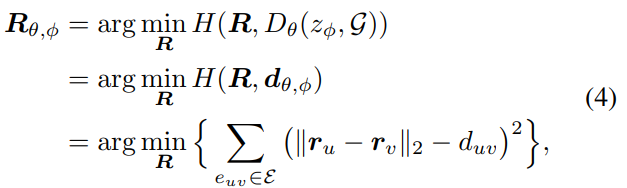 R_{θ,ϕ} = arg min_R H(R, D_θ(z_ϕ, 𝒢))
= arg min_R H(R, d_{θ,ϕ})
= arg min_R { ∑_{e_{uv}∈ℰ} (‖r_u − r_v‖_2 − d_{uv})^2 }, (4)